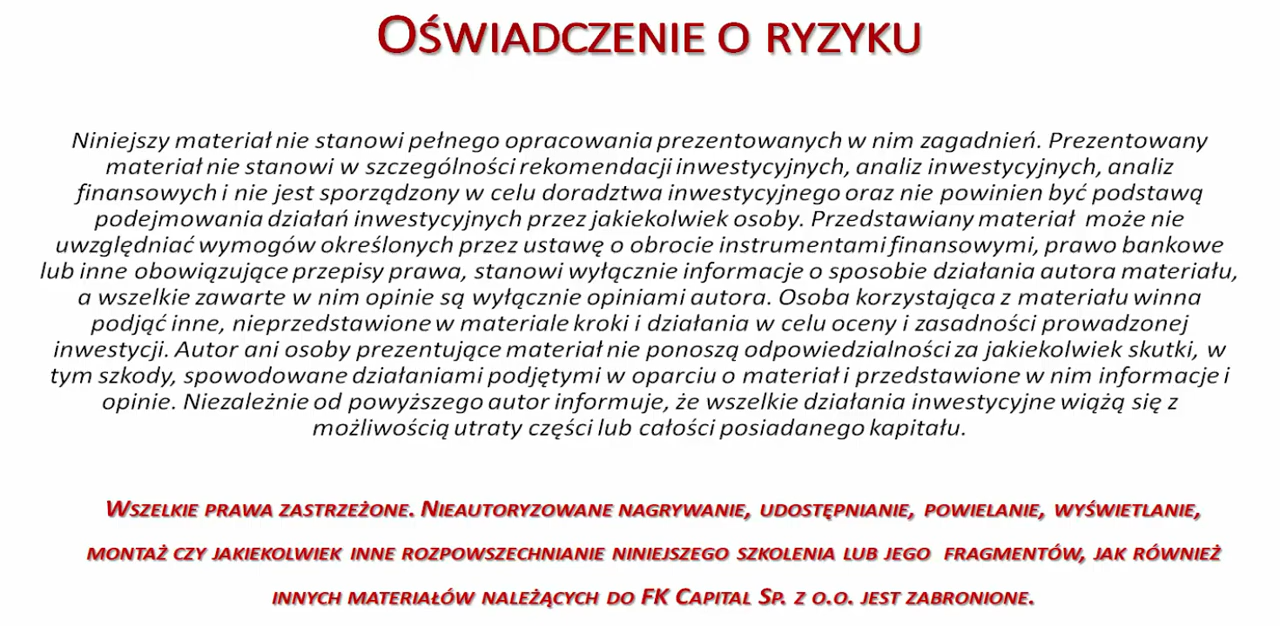 OŚWIADCZENIE O RYZYKU
Niniejszy materiał nie stanowi pełnego opracowania prezentowanych w nim zagadnień. Prezentowany
materiał nie stanowi w szczególności rekomendacji inwestycyjnych, analiz inwestycyjnych, analiz
finansowych i nie jest sporządzony w celu doradztwa inwestycyjnego oraz nie powinien być podstawą
podejmowania działań inwestycyjnych przez jakiekolwiek osoby. Przedstawiany materiał może nie
uwzględniać wymogów określonych przez ustawę o obrocie instrumentami finansowymi, prawo bankowe
lub inne obowiązujące przepisy prawa, stanowi wyłącznie informacje o sposobie działania autora materiału,
a wszelkie zawarte w nim opinie są wyłącznie opiniami autora. Osoba korzystająca z materiału winna
podjąć inne, nieprzedstawione w materiale kroki i działania w celu oceny i zasadności prowadzonej
inwestycji. Autor ani osoby prezentujące materiał nie ponoszą odpowiedzialności za jakiekolwiek skutki, w
tym szkody, spowodowane działaniami podjętymi w oparciu o materiał i przedstawione w nim informacje i
opinie. Niezależnie od powyższego autor informuje, że wszelkie działania inwestycyjne wiążą się z
możliwością utraty części lub całości posiadanego kapitału.
WSZELKIE PRAWA ZASTRZEŻONE. NIEAUTORYZOWANE NAGRYWANIE, UDOSTĘPNIANIE, POWIELANIE, WYŚWIETLANIE,
MONTAŻ CZY JAKIEKOLWIEK INNE ROZPOWSZECHNIANIE NINIEJSZEGO SZKOLENIA LUB JEGO FRAGMENTÓW, JAK RÓWNIEŻ
INNYCH MATERIAŁÓW NALEŻĄCYCH DO FK CAPITAL SP. Z O.O. JEST ZABRONIONE.